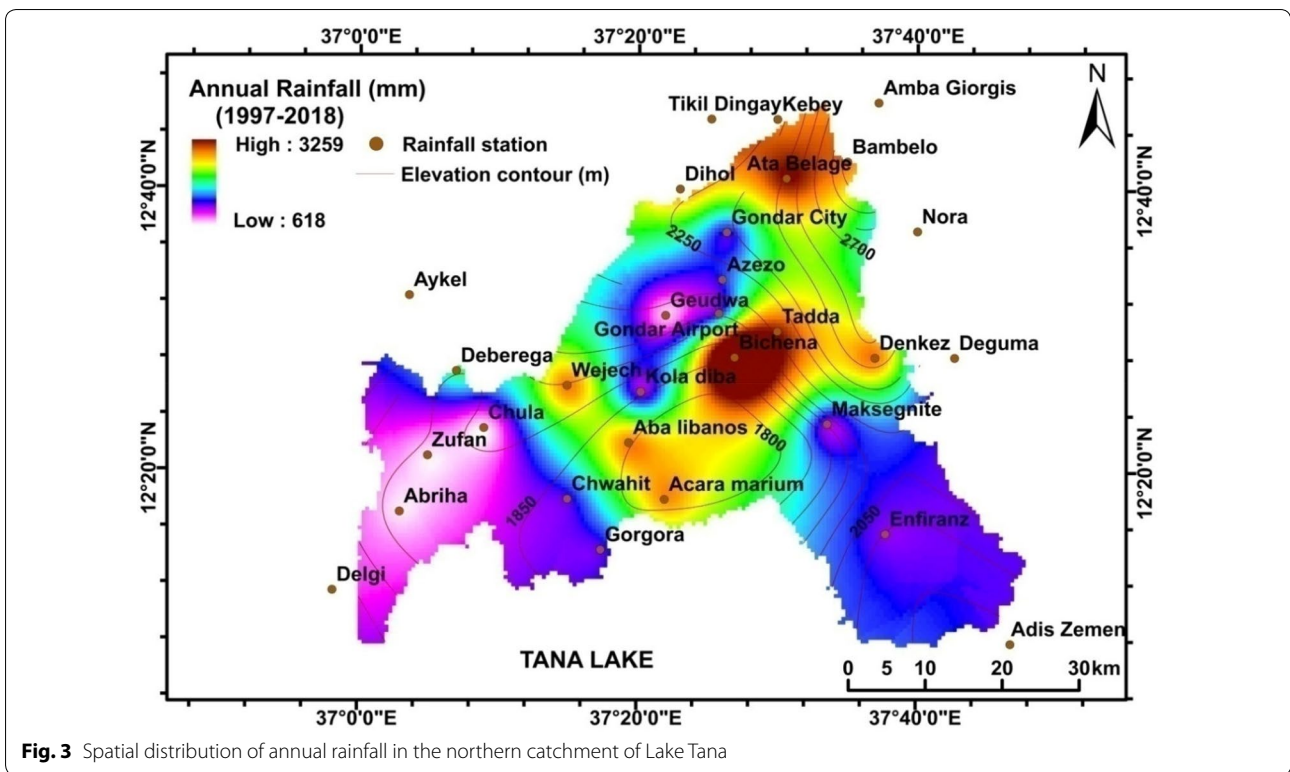 37°0'0"E 37°20'0"E 37°40'0"E
Annual Rainfall (mm)
(1997-2018)
High : 3259
Low : 618
Rainfall station
Elevation contour (m)
N
Amba Giorgis
Tikil Dingay Kebey
Bambelo
Ata Belage
Dihol
12°40'0"N 12°40'0"N
Gondar City
Nora
2250
2700
Azezo
Aykel
Geudwa
Gondar Airport
Tadda
Bichena
Denkez Deguma
Deberega
Wejech
Kola diba
Chula
Maksegnite
Zufan
Aba libanos
1800
12°20'0"N 12°20'0"N
Abriha
Chwahit
Acara marium
1850
2050
Enfiranz
Gorgora
Delgi
Adis Zemen
TANA LAKE
0 5 10 20 30 km
37°0'0"E 37°20'0"E 37°40'0"E
Fig. 3 Spatial distribution of annual rainfall in the northern catchment of Lake Tana